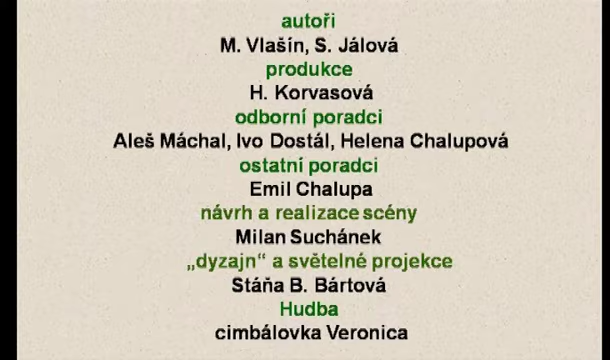 autoři
M. Vlašín, S. Jálová
produkce
H. Korvasová
odborní poradci
Aleš Máchal, Ivo Dostál, Helena Chalupová
ostatní poradci
Emil Chalupa
návrh a realizace scény
Milan Suchánek
„dyzajn“ a světelné projekce
Stáňa B. Bártová
Hudba
cimbálovka Veronica